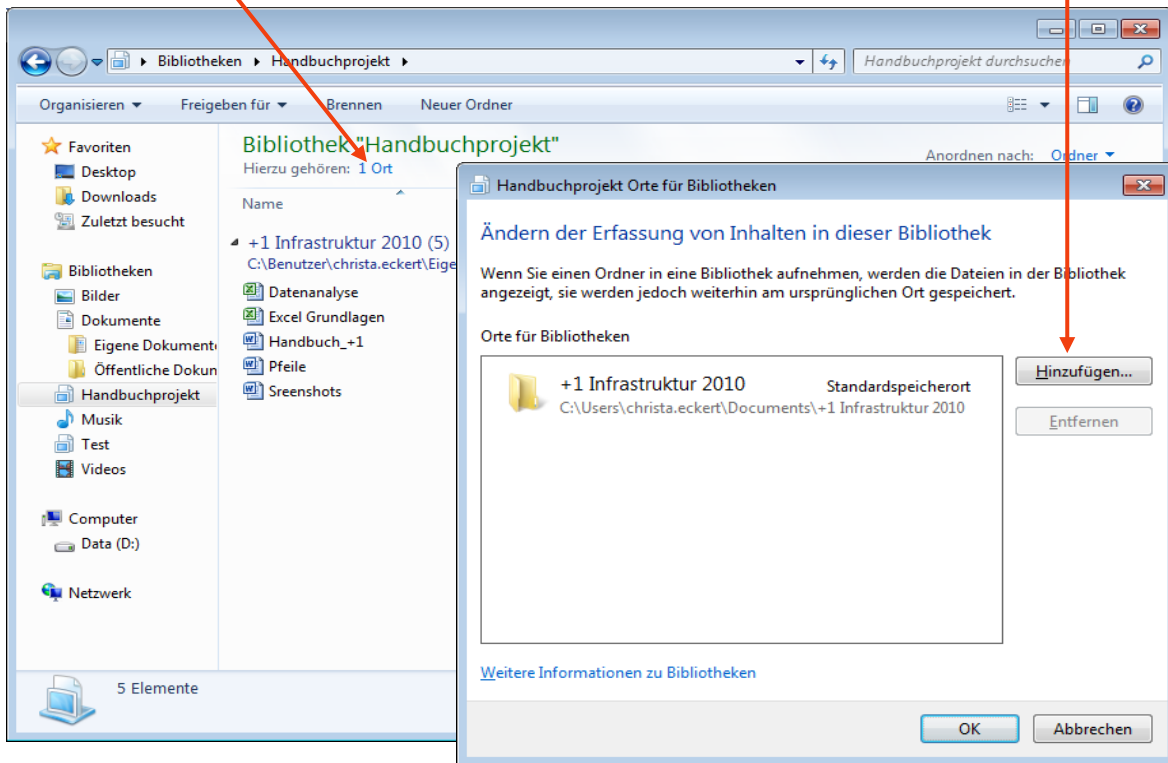 Bibliotheken Handbuchprojekt
Handbuchprojekt durchsuchen
Organisieren Freigeben für Brennen Neuer Ordner
Favoriten
Desktop
Downloads
Zuletzt besucht
Bibliotheken
Bilder
Dokumente
Eigene Dokument
Öffentliche Dokun
Handbuchprojekt
Musik
Test
Videos
Computer
Data (D:)
Netzwerk
Bibliothek "Handbuchprojekt"
Hierzu gehören: 1 Ort
Anordnen nach: Ordner
Name
+1 Infrastruktur 2010 (5)
C:\Benutzer\christa.eckert\Eige
Datenanalyse
Excel Grundlagen
Handbuch_+1
Pfeile
Sreenshots
5 Elemente
Handbuchprojekt Orte für Bibliotheken
Ändern der Erfassung von Inhalten in dieser Bibliothek
Wenn Sie einen Ordner in eine Bibliothek aufnehmen, werden die Dateien in der Bibliothek
angezeigt, sie werden jedoch weiterhin am ursprünglichen Ort gespeichert.
Orte für Bibliotheken
+1 Infrastruktur 2010 Standardspeicherort
C:\Users\christa.eckert\Documents\+1 Infrastruktur 2010
Hinzufügen...
Entfernen
Weitere Informationen zu Bibliotheken
OK Abbrechen